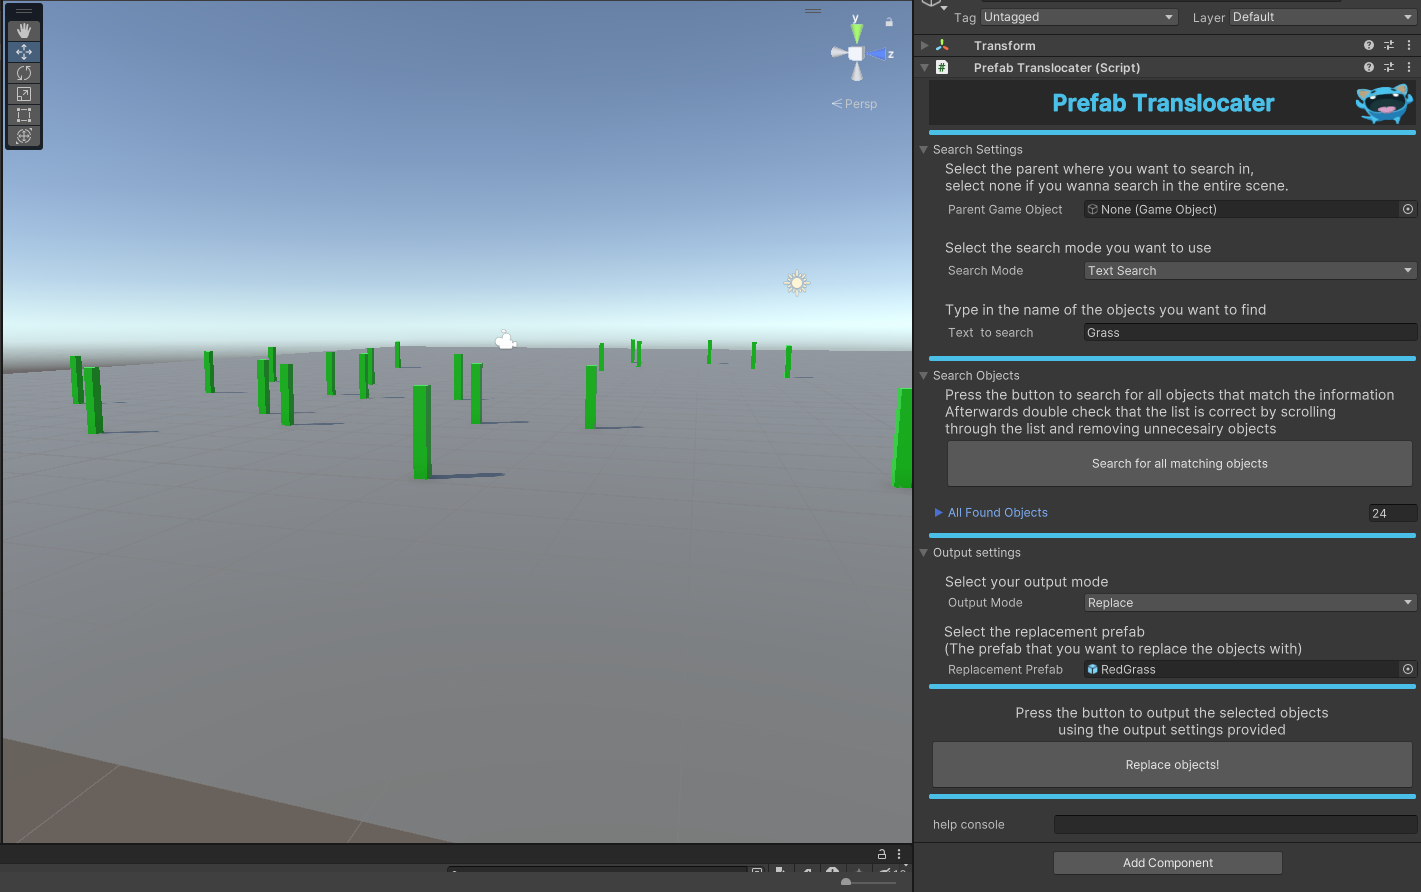 y
z
Persp
Tag Untagged Layer Default
Transform
# Prefab Translocater (Script)
Prefab Translocater
Search Settings
Select the parent where you want to search in,
select none if you wanna search in the entire scene.
Parent Game Object None (Game Object)
Select the search mode you want to use
Search Mode Text Search
Type in the name of the objects you want to find
Text to search Grass
Search Objects
Press the button to search for all objects that match the information
Afterwards double check that the list is correct by scrolling
through the list and removing unnecesairy objects
Search for all matching objects
All Found Objects 24
Output settings
Select your output mode
Output Mode Replace
Select the replacement prefab
(The prefab that you want to replace the objects with)
Replacement Prefab RedGrass
Press the button to output the selected objects
using the output settings provided
Replace objects!
help console
Add Component